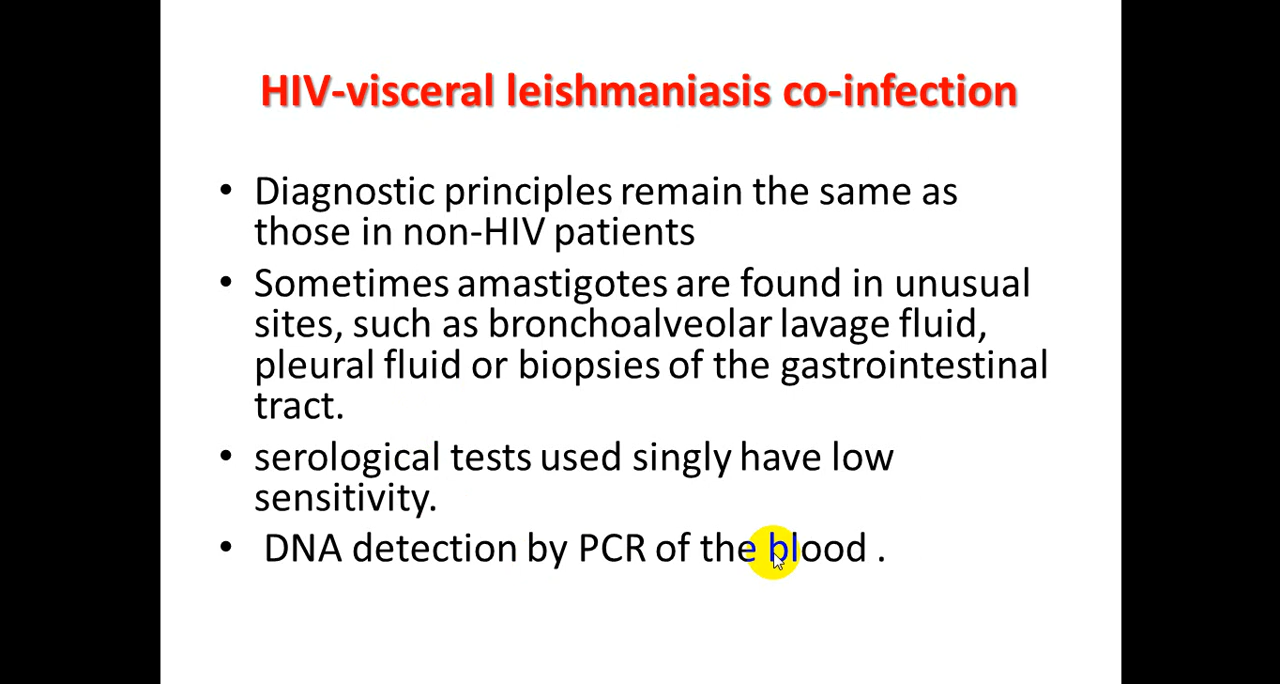 HIV-visceral leishmaniasis co-infection
• Diagnostic principles remain the same as
those in non-HIV patients
• Sometimes amastigotes are found in unusual
sites, such as bronchoalveolar lavage fluid,
pleural fluid or biopsies of the gastrointestinal
tract.
• serological tests used singly have low
sensitivity.
• DNA detection by PCR of the blood .